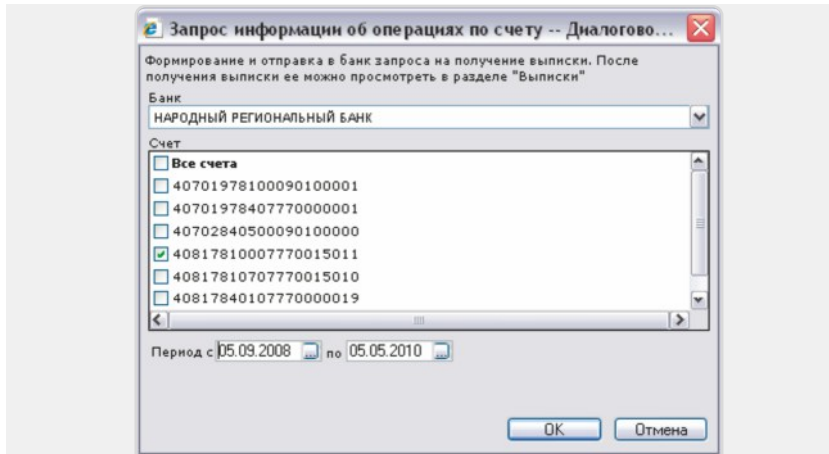 Запрос информации об операциях по счету -- Диалогово...
Формирование и отправка в банк запроса на получение выписки. После
получения выписки ее можно просмотреть в разделе "Выписки"
Банк
НАРОДНЫЙ РЕГИОНАЛЬНЫЙ БАНК
Счет
Все счета
40701978100090100001
40701978407770000001
40702840500090100000
40817810007770015011
40817810707770015010
40817840107770000019
Период с 05.09.2008 ... по 05.05.2010 ...
OK Отмена